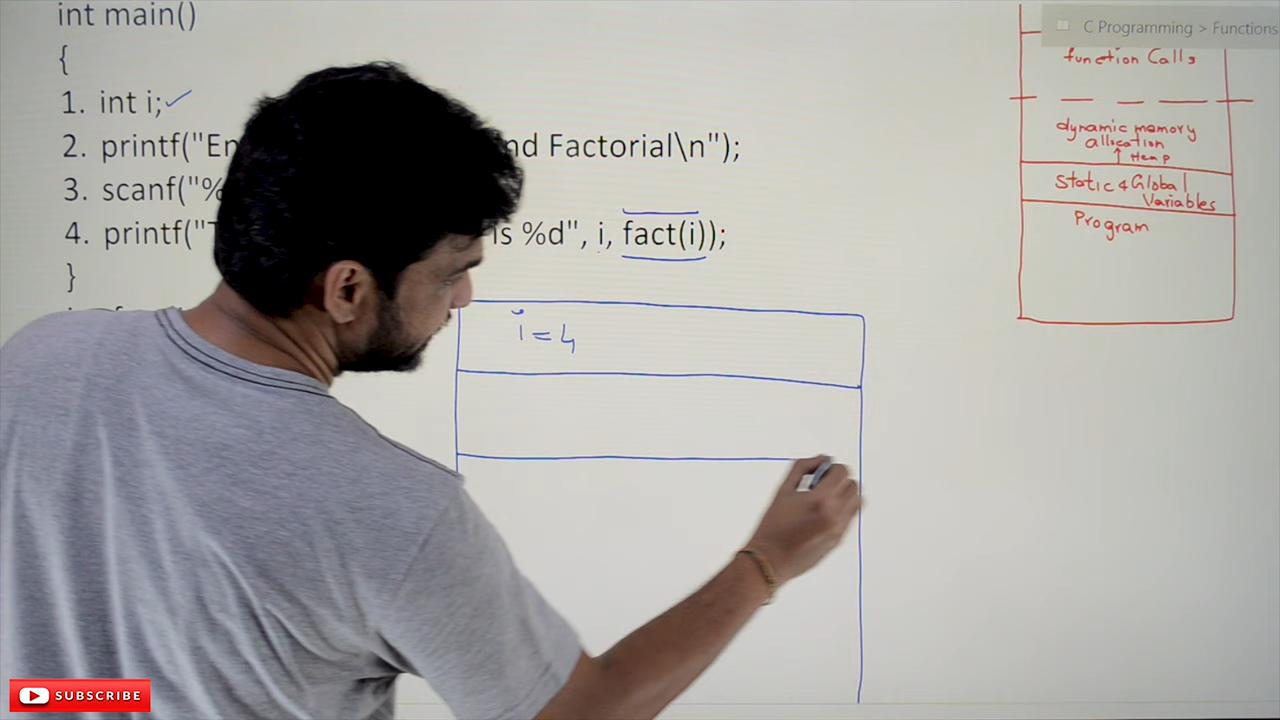 int main()
{
1. int i;
2. printf("En nd Factorial\n");
3. scanf("%
4. printf("T is %d", i, fact(i));
}
i = 4
C Programming > Functions
function Calls
dynamic memory
allocation
↑ Heap
Static & Global
Variables
Program
SUBSCRIBE